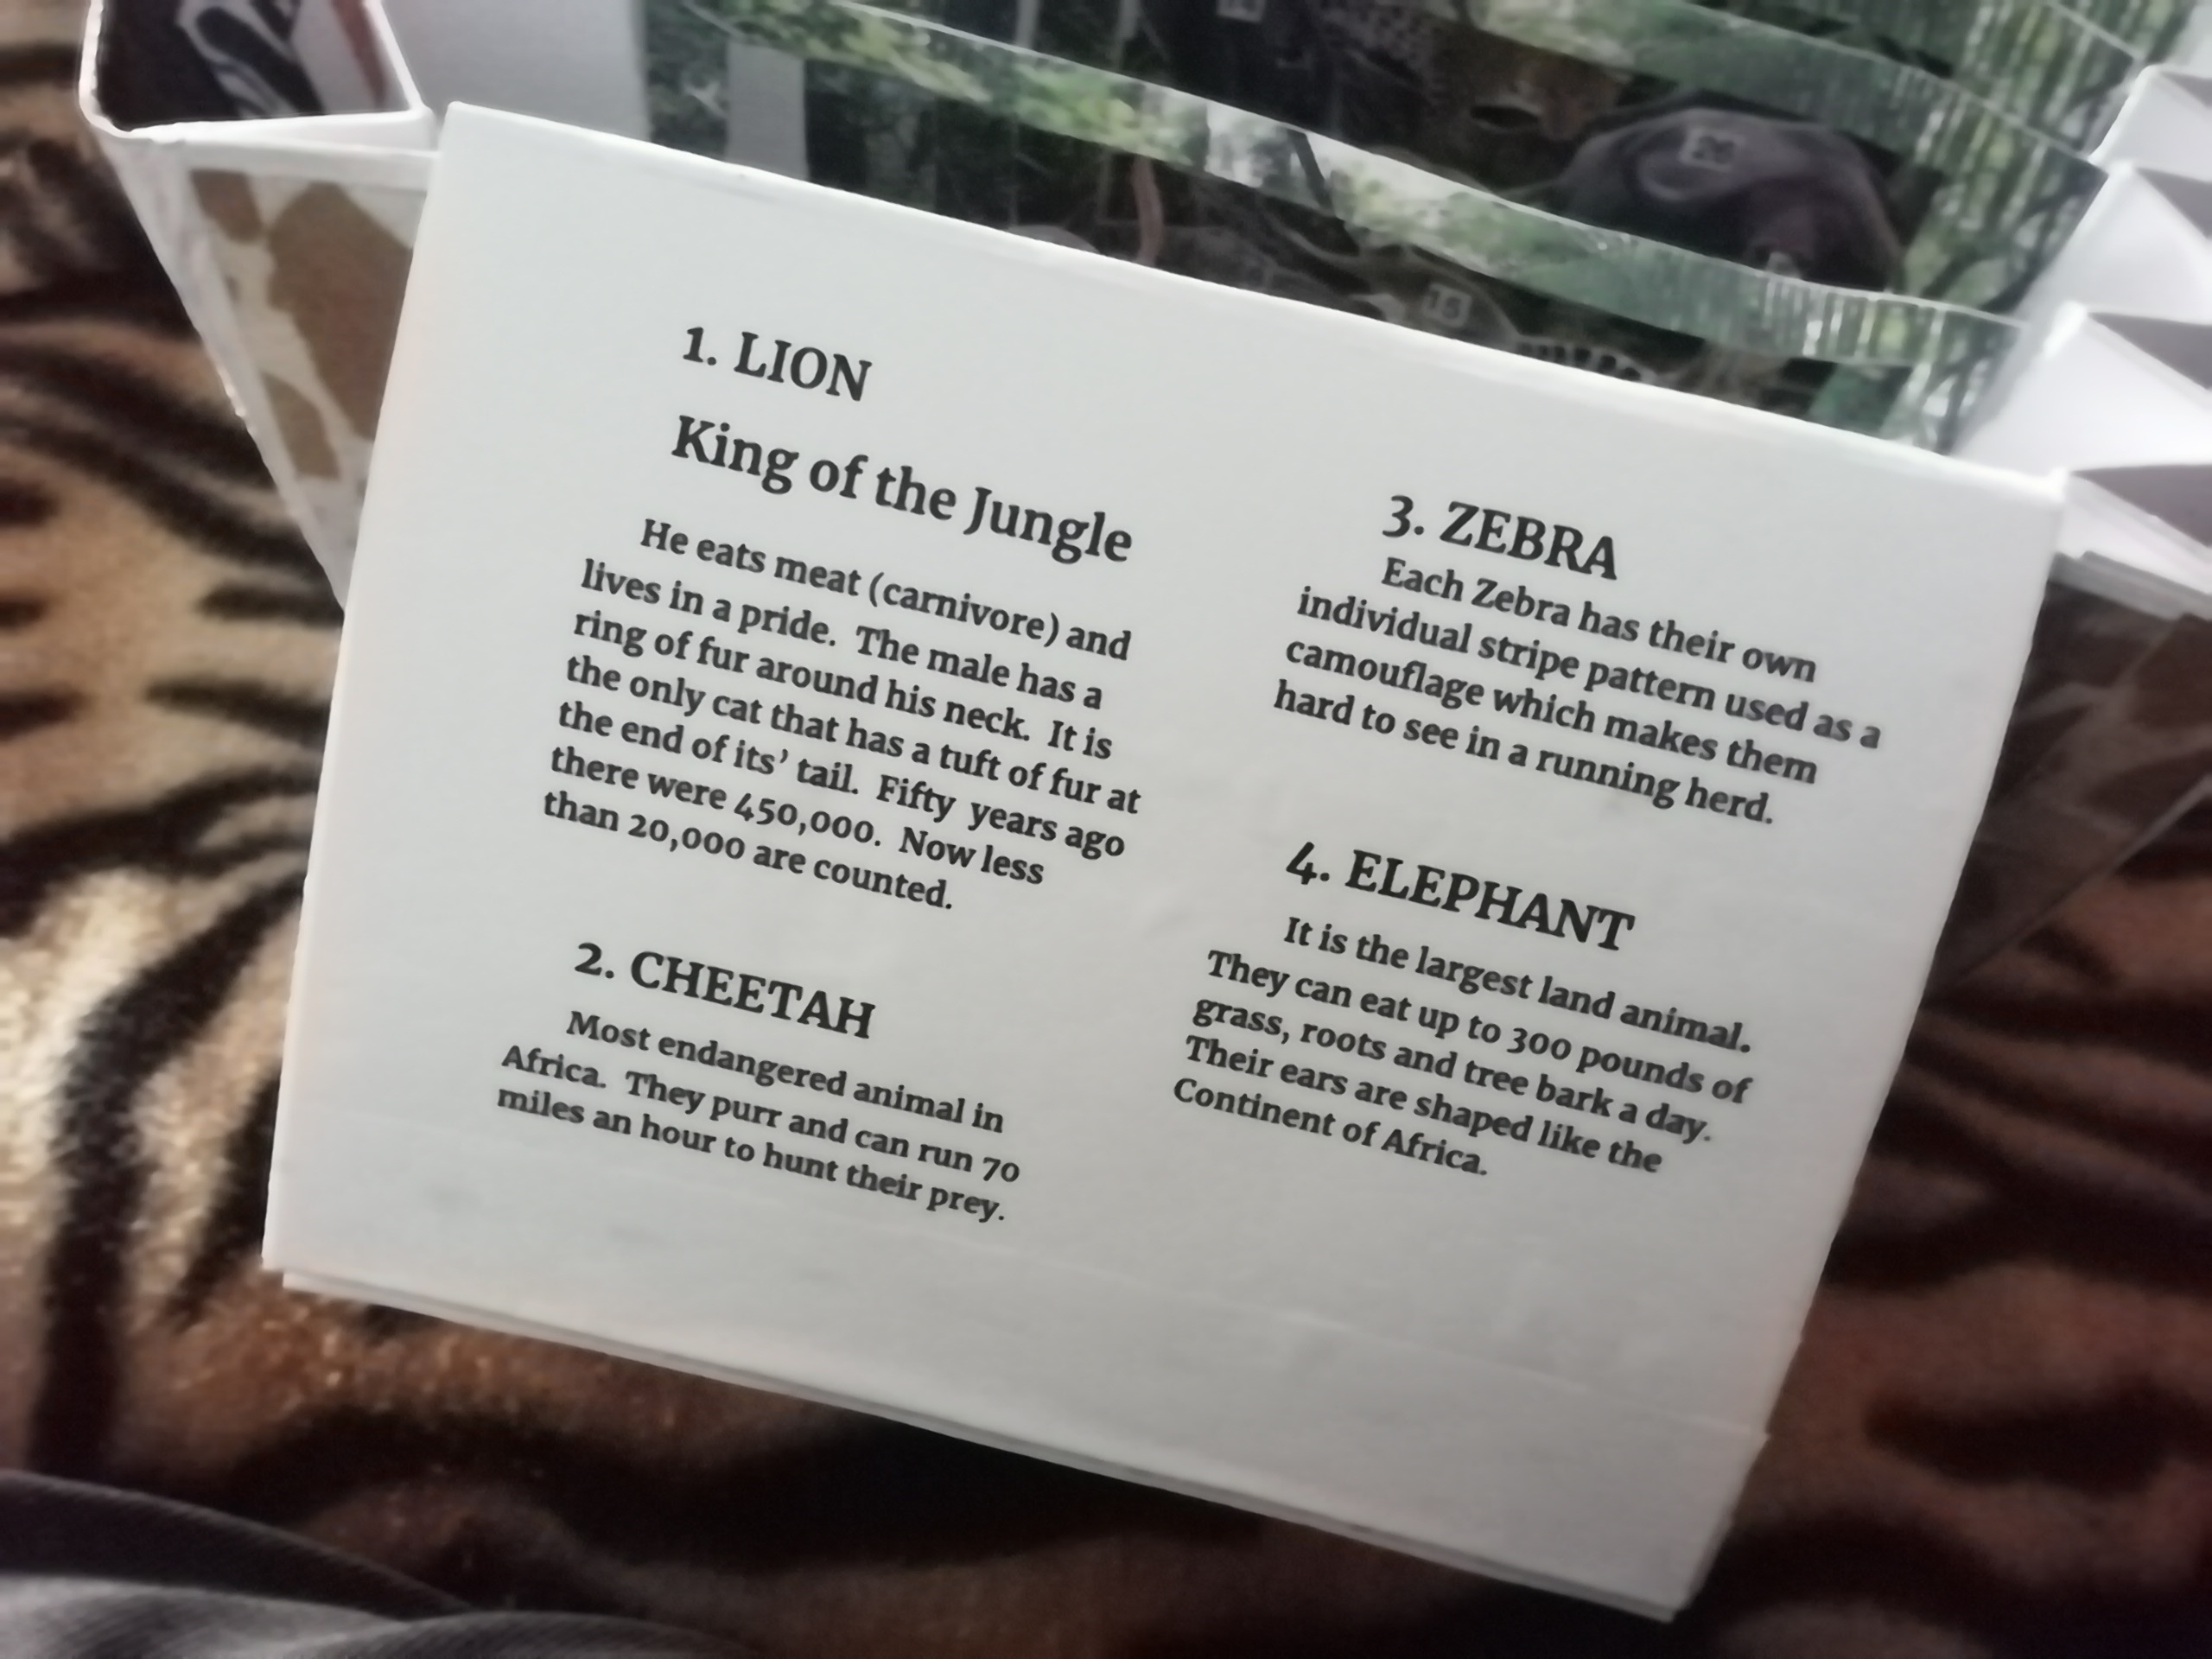 1. LION
King of the Jungle
He eats meat (carnivore) and
lives in a pride.  The male has a
ring of fur around his neck.  It is
the only cat that has a tuft of fur at
the end of its’ tail.  Fifty  years ago
there were 450,000.  Now less
than 20,000 are counted.
2. CHEETAH
Most endangered animal in
Africa.  They purr and can run 70
miles an hour to hunt their prey.
3. ZEBRA
Each Zebra has their own
individual stripe pattern used as a
camouflage which makes them
hard to see in a running herd.
4. ELEPHANT
It is the largest land animal.
They can eat up to 300 pounds of
grass, roots and tree bark a day.
Their ears are shaped like the
Continent of Africa.